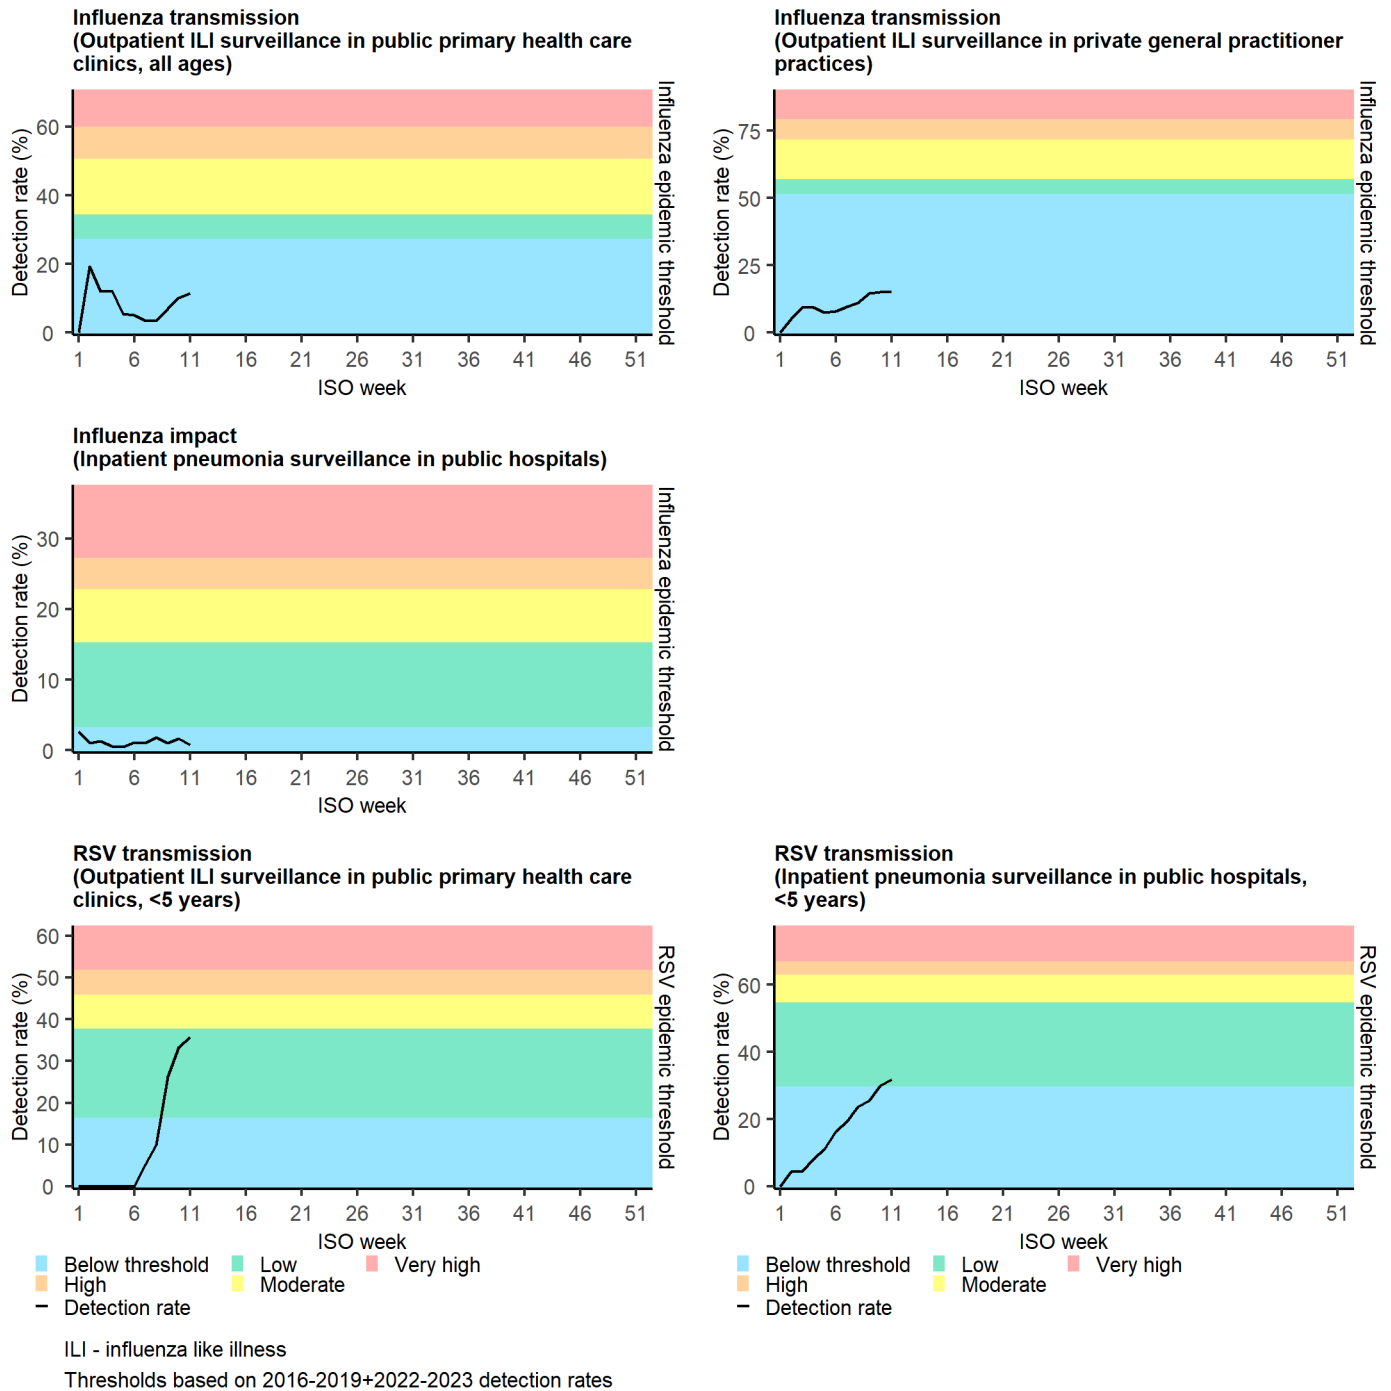 Influenza transmission
(Outpatient ILI surveillance in public primary health care
clinics, all ages)
Detection rate (%)
60
40
20
0
1 6 11 16 21 26 31 36 41 46 51
ISO week
Influenza epidemic threshold
Influenza transmission
(Outpatient ILI surveillance in private general practitioner
practices)
Detection rate (%)
75
50
25
0
1 6 11 16 21 26 31 36 41 46 51
ISO week
Influenza epidemic threshold
Influenza impact
(Inpatient pneumonia surveillance in public hospitals)
Detection rate (%)
30
20
10
0
1 6 11 16 21 26 31 36 41 46 51
ISO week
Influenza epidemic threshold
RSV transmission
(Outpatient ILI surveillance in public primary health care
clinics, <5 years)
Detection rate (%)
60
50
40
30
20
10
0
1 6 11 16 21 26 31 36 41 46 51
ISO week
RSV epidemic threshold
Below threshold Low Very high
High Moderate
Detection rate
RSV transmission
(Inpatient pneumonia surveillance in public hospitals,
<5 years)
Detection rate (%)
60
40
20
0
1 6 11 16 21 26 31 36 41 46 51
ISO week
RSV epidemic threshold
Below threshold Low Very high
High Moderate
Detection rate
ILI - influenza like illness
Thresholds based on 2016-2019+2022-2023 detection rates